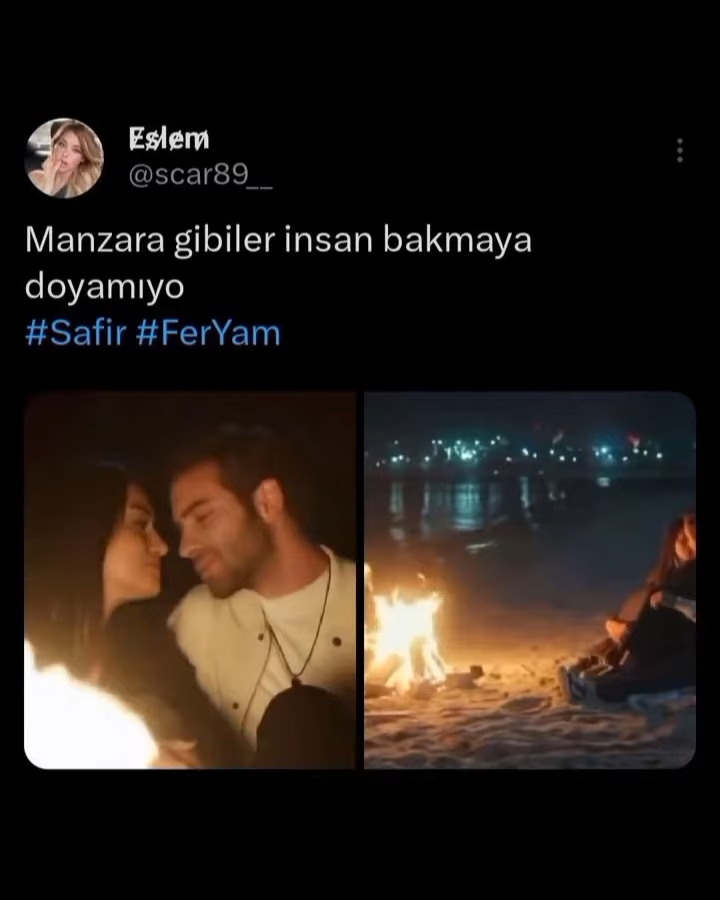 Eslem
@scar89__
Manzara gibiler insan bakmaya
doyamıyo
#Safir #FerYam